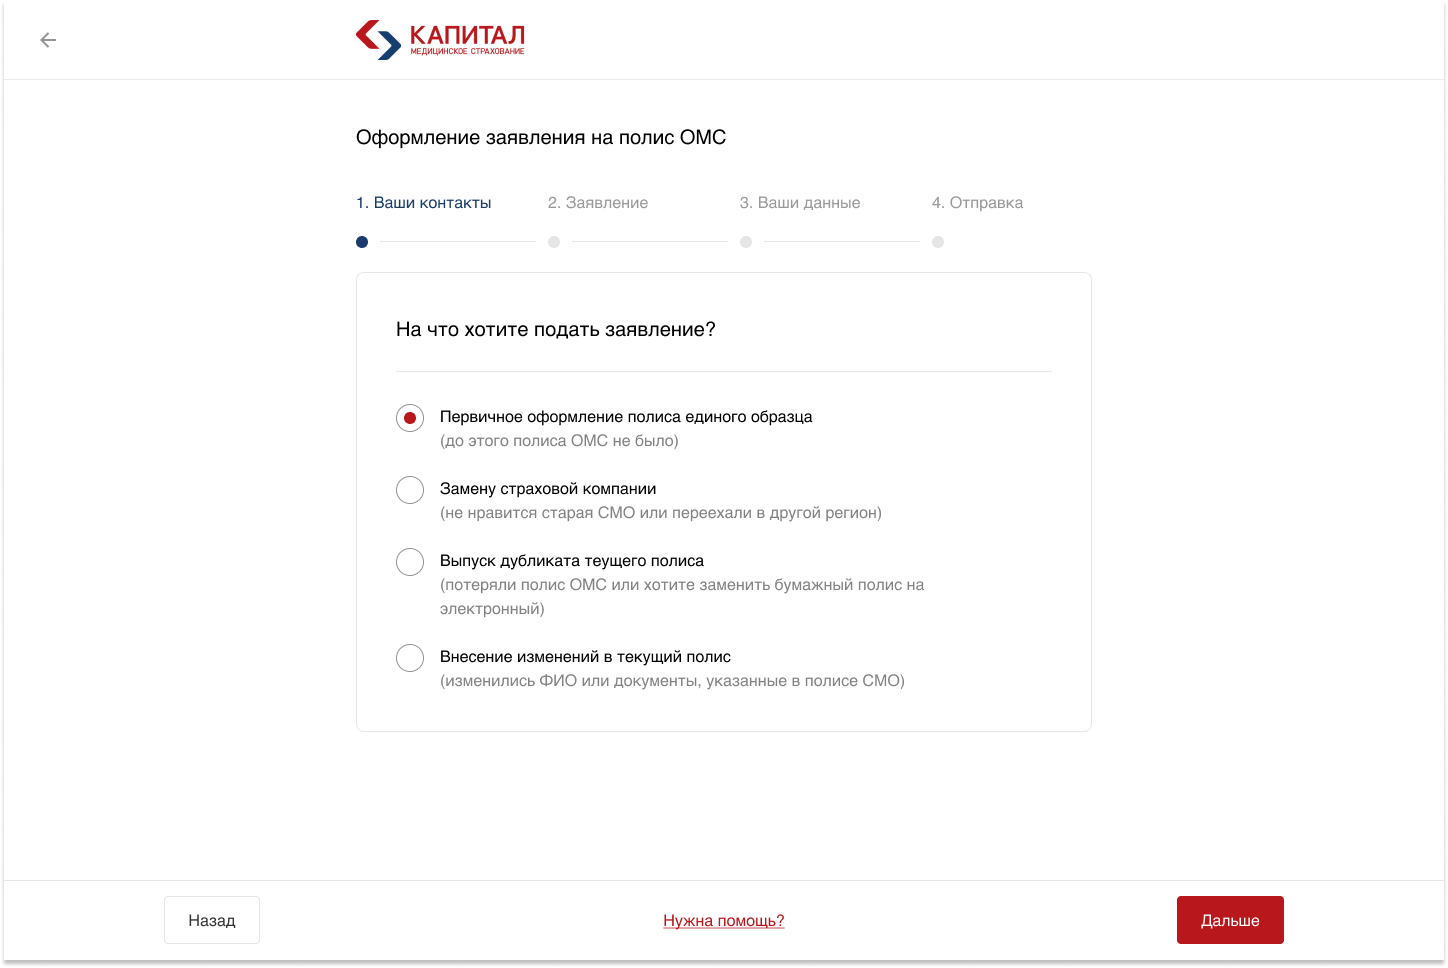 КАПИТАЛ
МЕДИЦИНСКОЕ СТРАХОВАНИЕ
Оформление заявления на полис ОМС
1. Ваши контакты
2. Заявление
3. Ваши данные
4. Отправка
На что хотите подать заявление?
Первичное оформление полиса единого образца
(до этого полиса ОМС не было)
Замену страховой компании
(не нравится старая СМО или переехали в другой регион)
Выпуск дубликата теущего полиса
(потеряли полис ОМС или хотите заменить бумажный полис на
электронный)
Внесение изменений в текущий полис
(изменились ФИО или документы, указанные в полисе СМО)
Назад
Нужна помощь?
Дальше